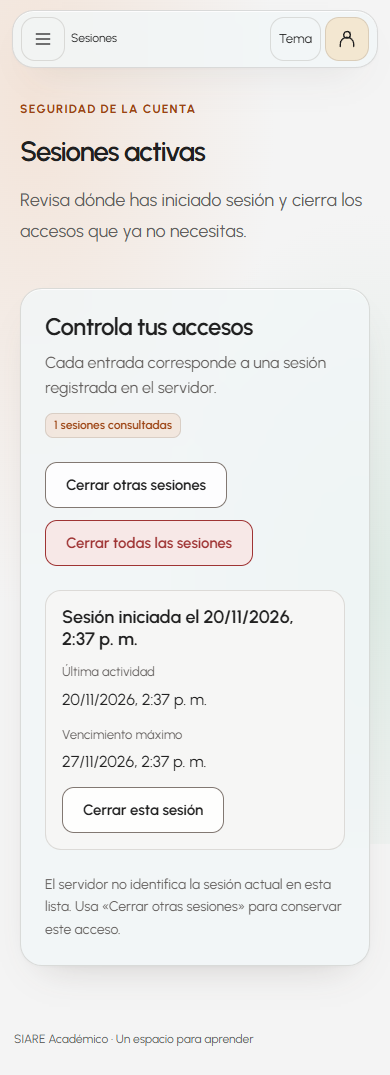 Sesiones
Tema
SEGURIDAD DE LA CUENTA
Sesiones activas
Revisa dónde has iniciado sesión y cierra los
accesos que ya no necesitas.
Controla tus accesos
Cada entrada corresponde a una sesión
registrada en el servidor.
1 sesiones consultadas
Cerrar otras sesiones
Cerrar todas las sesiones
Sesión iniciada el 20/11/2026,
2:37 p. m.
Última actividad
20/11/2026, 2:37 p. m.
Vencimiento máximo
27/11/2026, 2:37 p. m.
Cerrar esta sesión
El servidor no identifica la sesión actual en esta
lista. Usa «Cerrar otras sesiones» para conservar
este acceso.
SIARE Académico · Un espacio para aprender